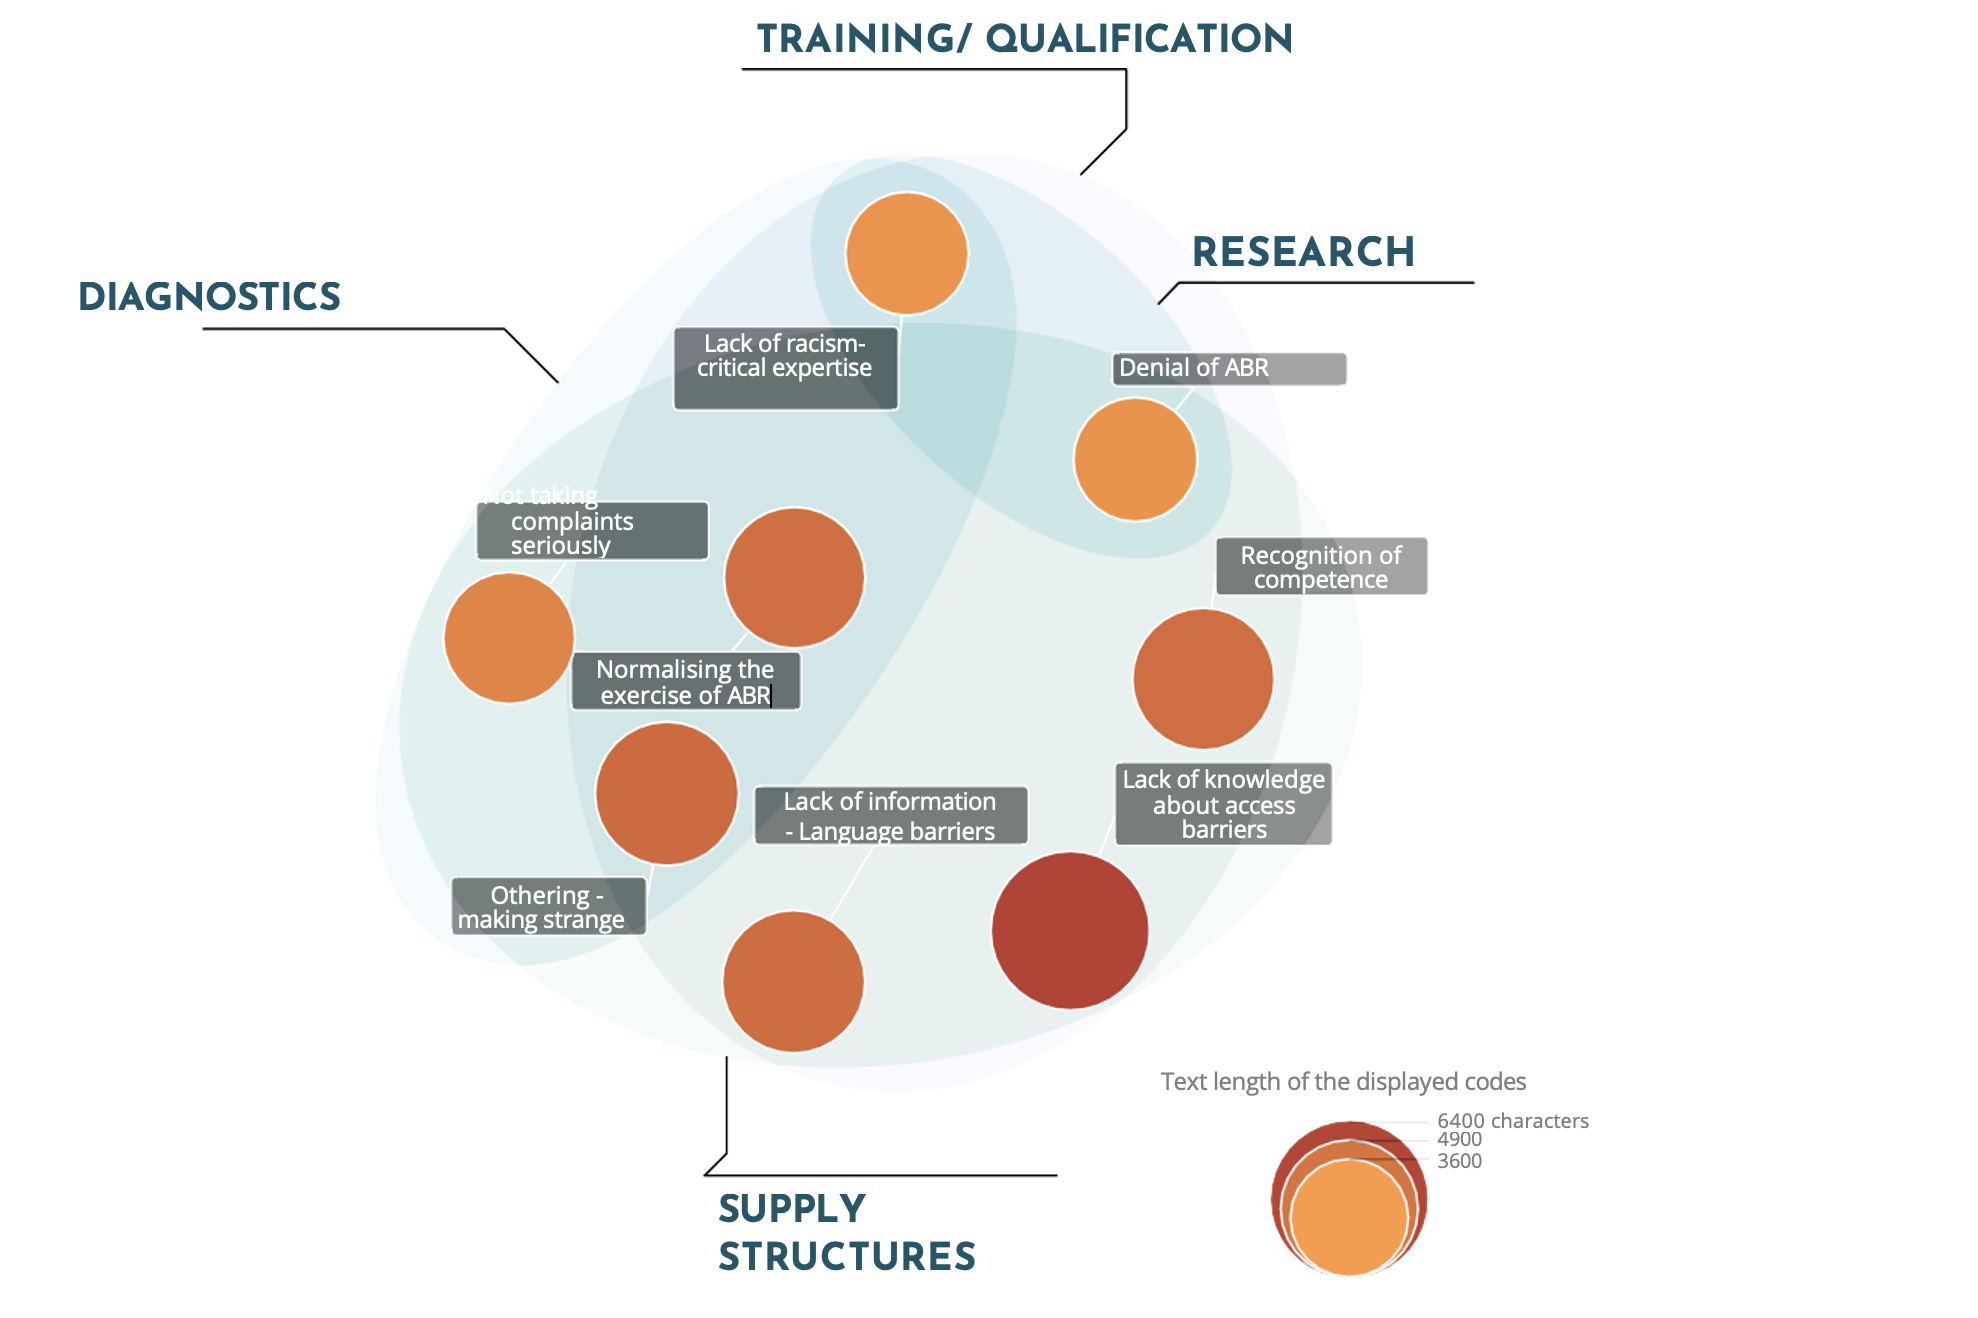 TRAINING/ QUALIFICATION
RESEARCH
DIAGNOSTICS
Lack of racism-
critical expertise
Denial of ABR
Not taking
complaints
seriously
Recognition of
competence
Normalising the
exercise of ABR
Lack of knowledge
about access
barriers
Lack of information
- Language barriers
Othering -
making strange
Text length of the displayed codes
6400 characters
4900
3600
SUPPLY
STRUCTURES